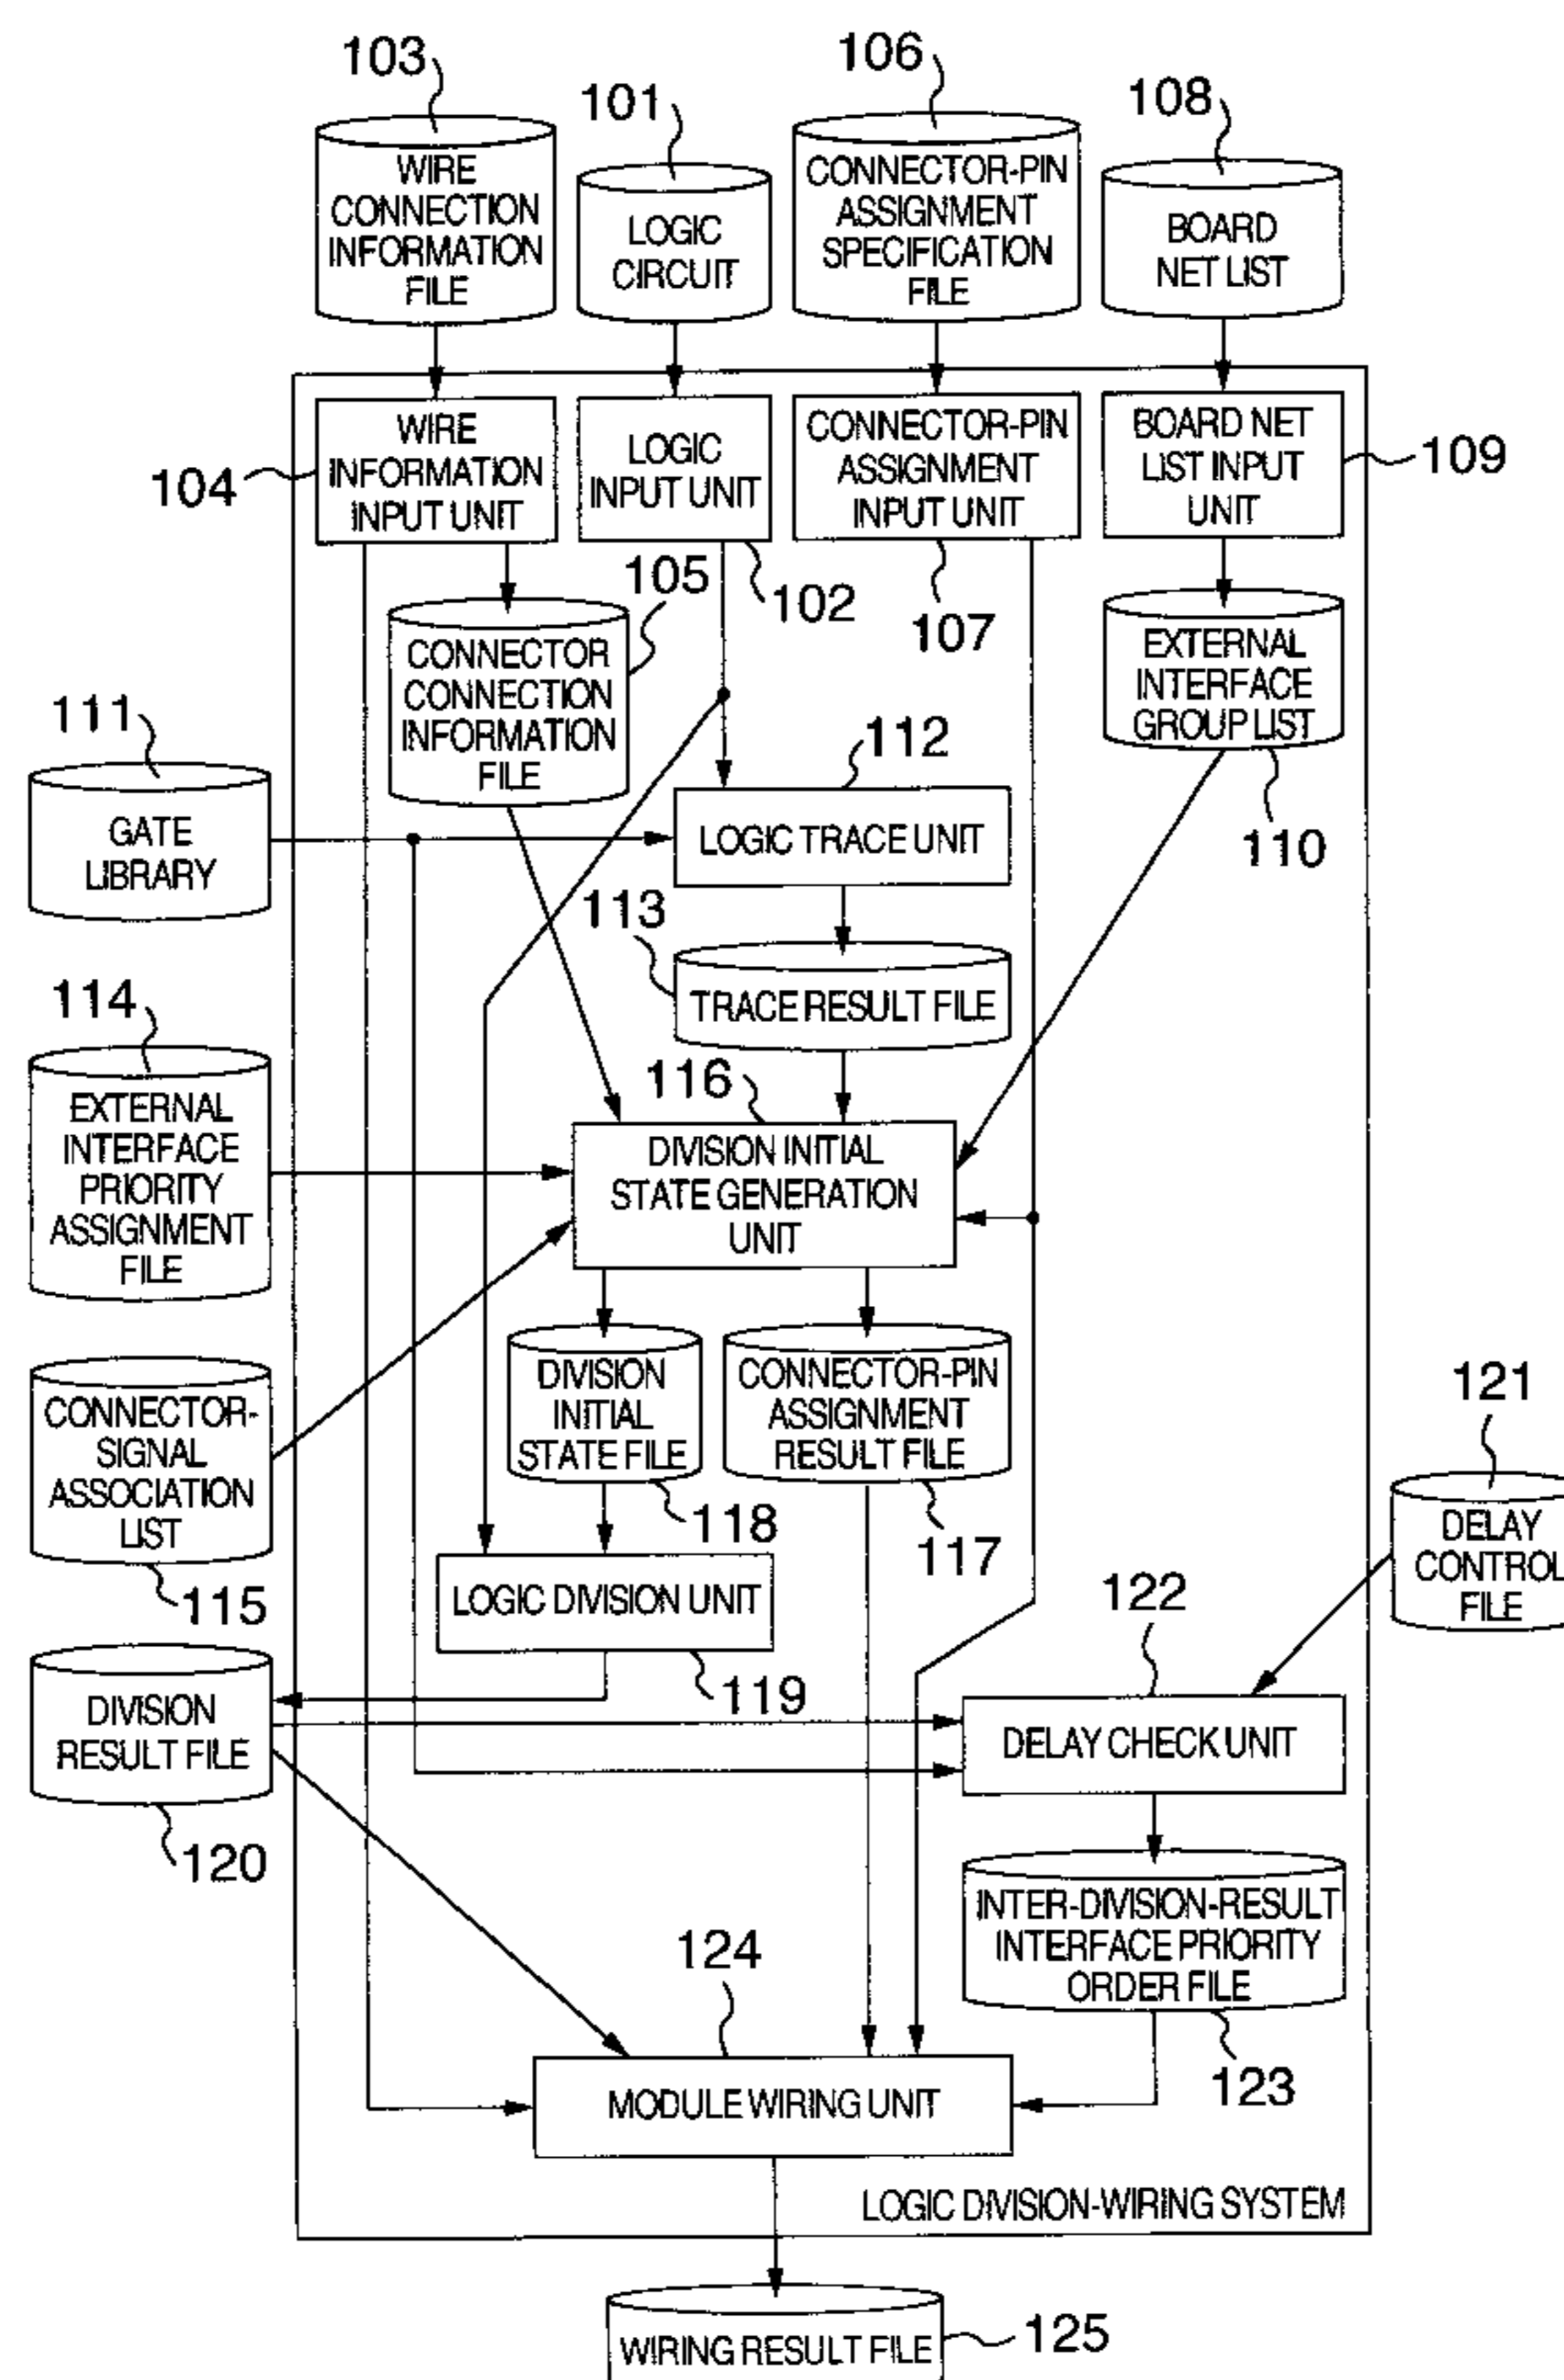 103
101
106
108
WIRE
CONNECTION
INFORMATION
FILE
LOGIC
CIRCUIT
CONNECTOR-PIN
ASSIGNMENT
SPECIFICATION
FILE
BOARD
NET LIST
104
WIRE
INFORMATION
INPUT UNIT
LOGIC
INPUT UNIT
CONNECTOR-PIN
ASSIGNMENT
INPUT UNIT
BOARD NET
LIST INPUT
UNIT
109
105
102
107
CONNECTOR
CONNECTION
INFORMATION
FILE
EXTERNAL
INTERFACE
GROUP LIST
110
111
GATE
LIBRARY
112
LOGIC TRACE UNIT
113
TRACE RESULT FILE
114
EXTERNAL
INTERFACE
PRIORITY
ASSIGNMENT
FILE
116
DIVISION INITIAL
STATE GENERATION
UNIT
CONNECTOR-
SIGNAL
ASSOCIATION
LIST
115
DIVISION
INITIAL
STATE FILE
118
CONNECTOR-PIN
ASSIGNMENT
RESULT FILE
117
121
DELAY
CONTROL
FILE
LOGIC DIVISION UNIT
119
122
DELAY CHECK UNIT
DIVISION
RESULT FILE
120
INTER-DIVISION-RESULT
INTERFACE PRIORITY
ORDER FILE
123
124
MODULE WIRING UNIT
LOGIC DIVISION-WIRING SYSTEM
WIRING RESULT FILE
125